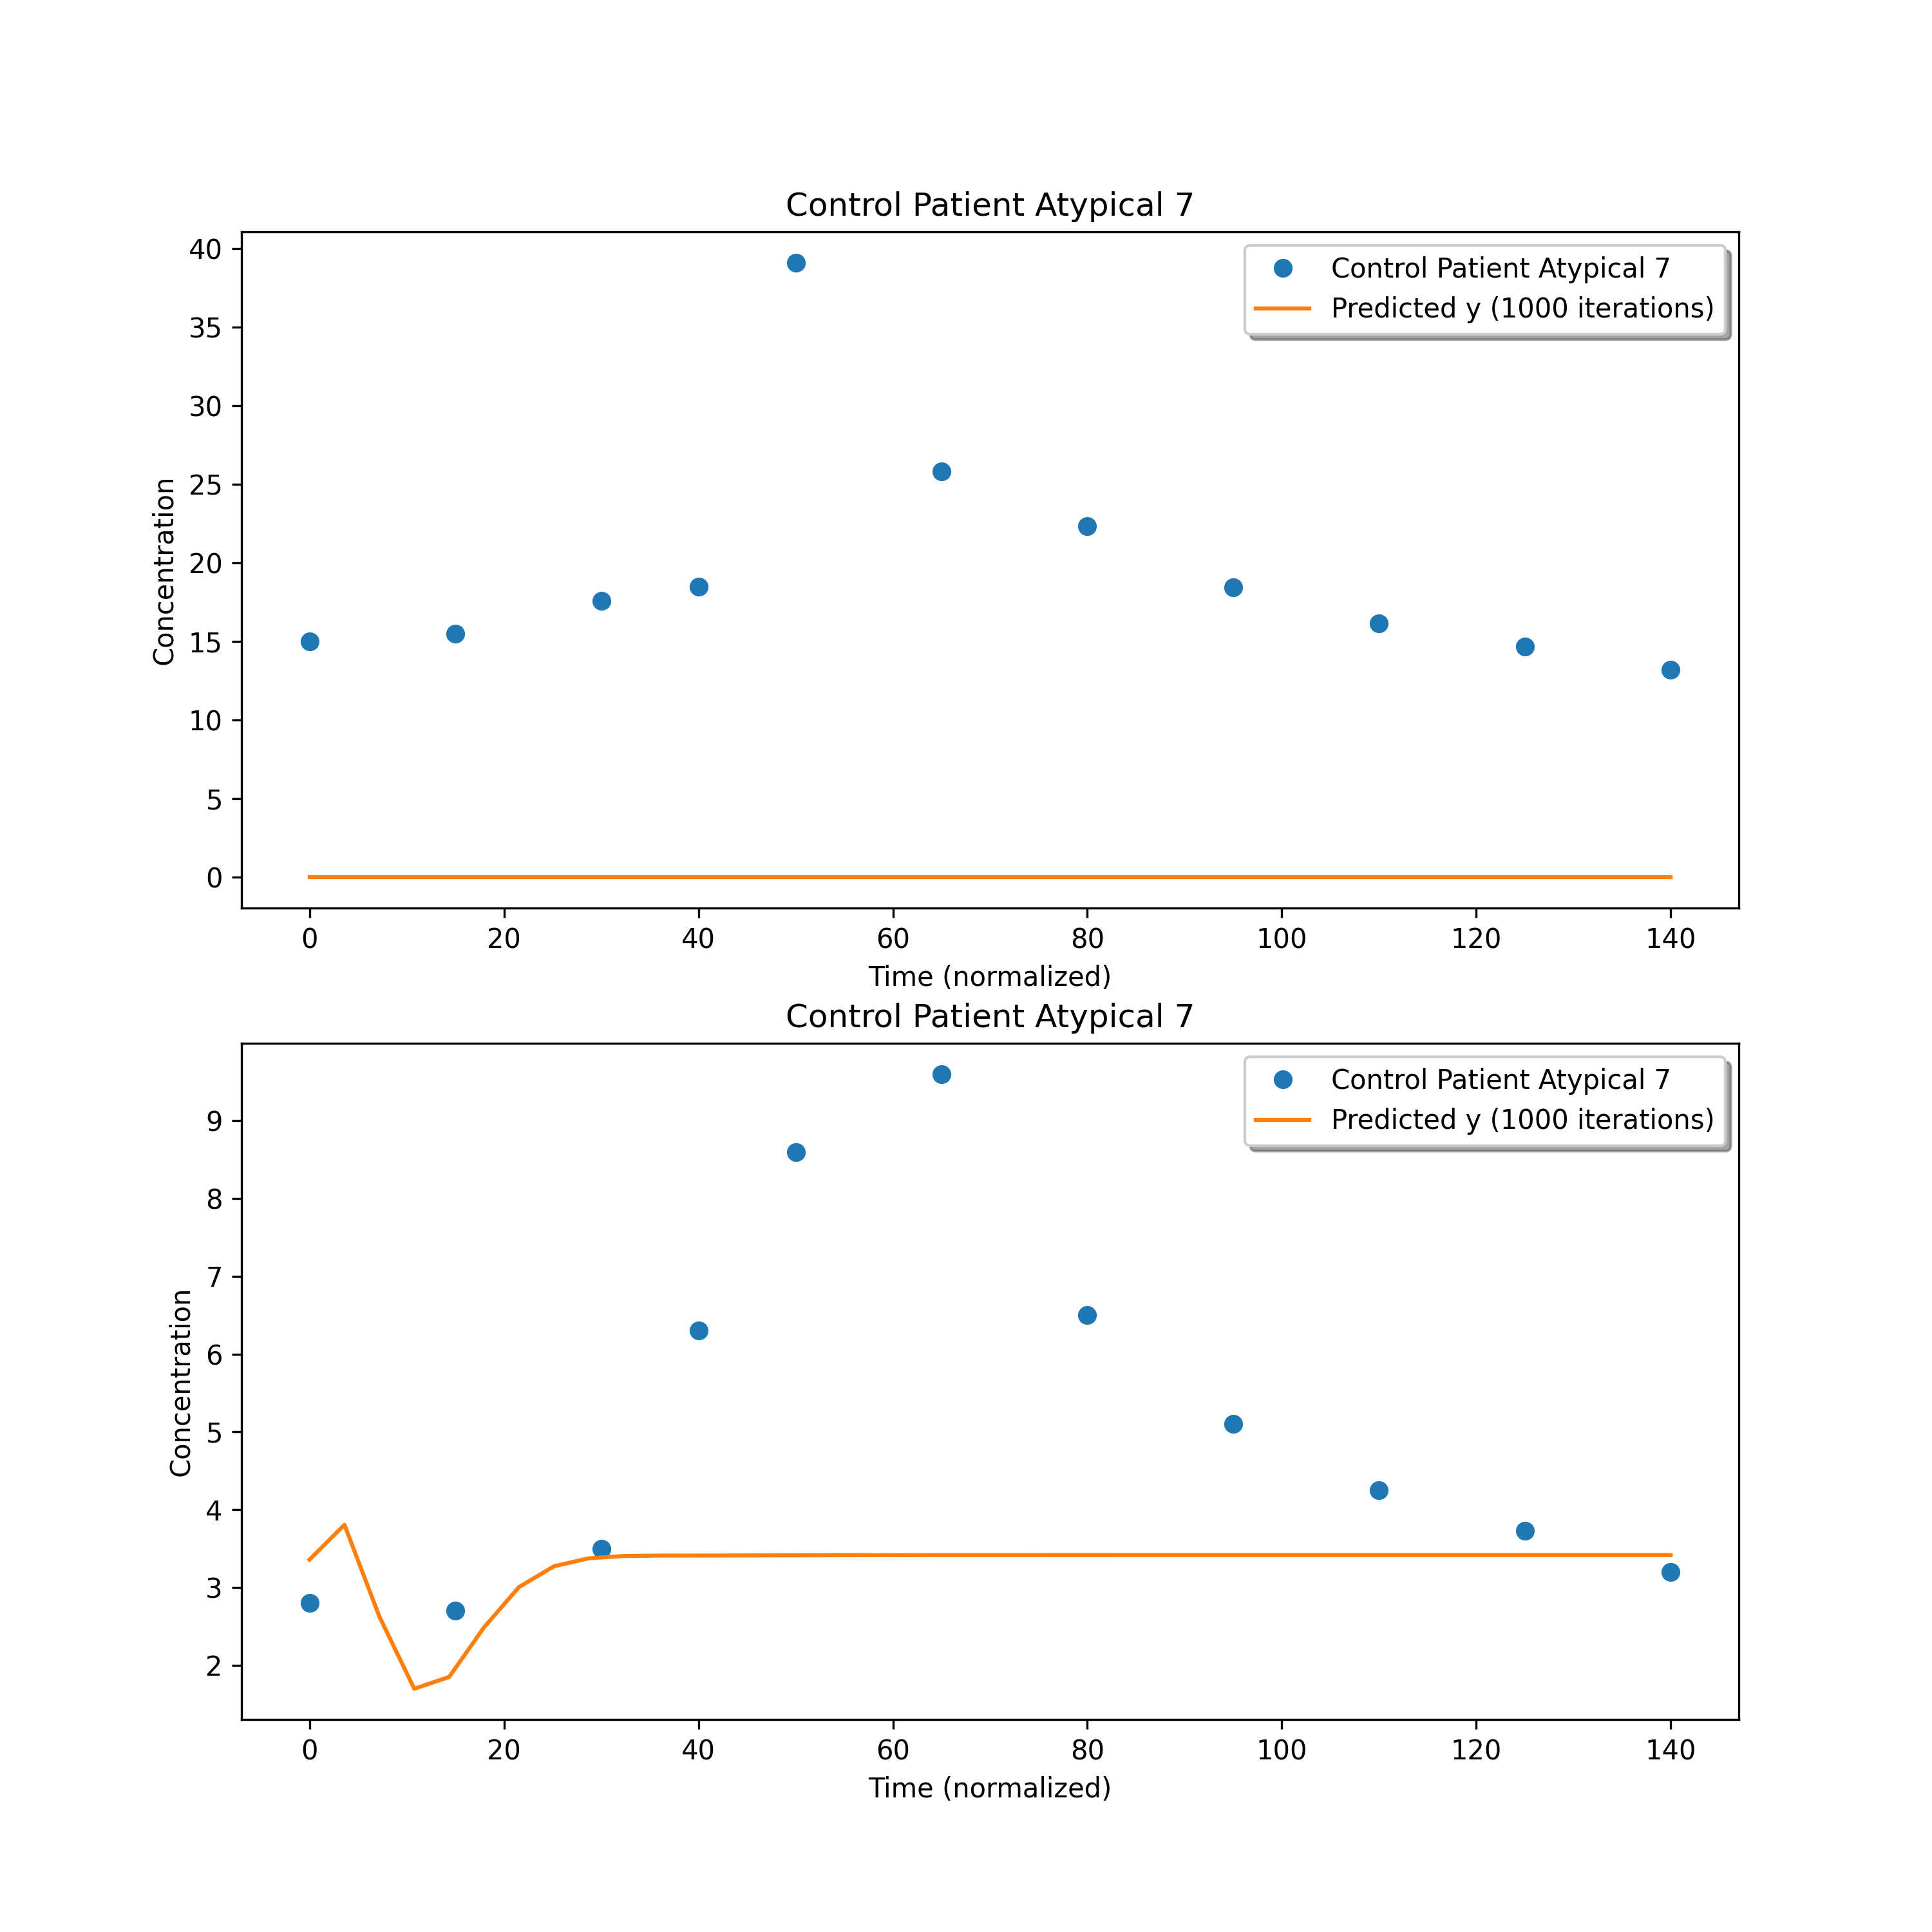 Control Patient Atypical 7
40
35
30
25
20
15
10
5
0
Concentration
Control Patient Atypical 7
Predicted y (1000 iterations)
0 20 40 60 80 100 120 140
Time (normalized)
Control Patient Atypical 7
9
8
7
6
5
4
3
2
Concentration
Control Patient Atypical 7
Predicted y (1000 iterations)
0 20 40 60 80 100 120 140
Time (normalized)